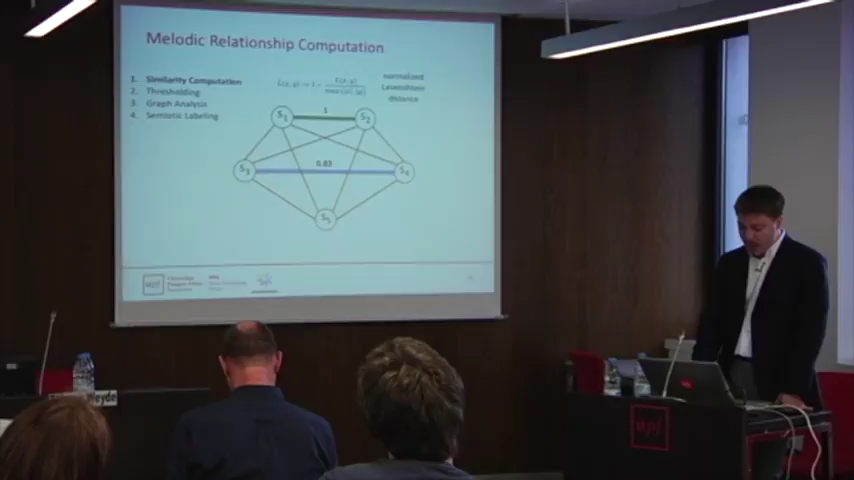 Melodic Relationship Computation
1. Similarity Computation
2. Thresholding
3. Graph Analysis
4. Semiotic Labeling
normalized
Levenshtein
distance
1
S1
S2
0.83
S3
S4
S5
upf.
upf.